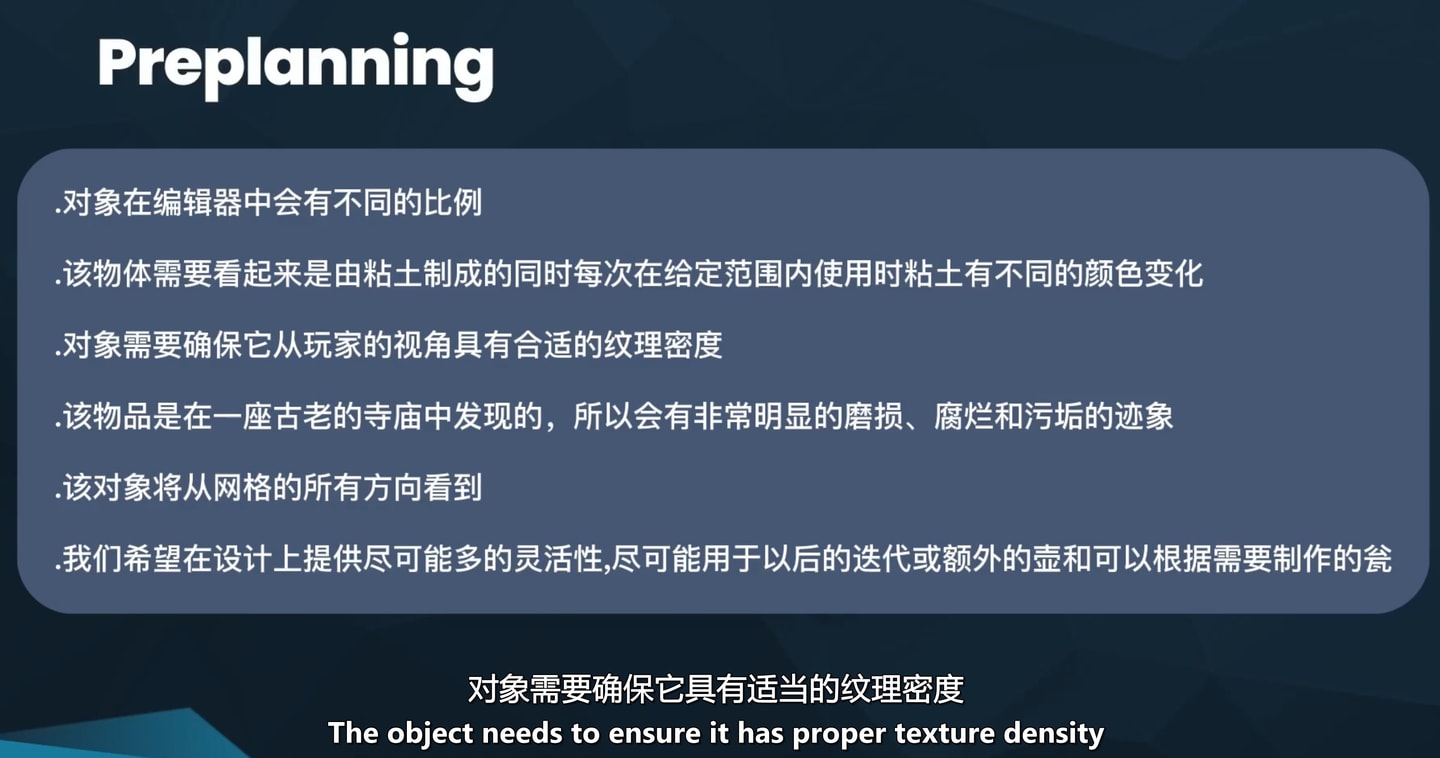 Preplanning
.对象在编辑器中会有不同的比例
.该物体需要看起来是由粘土制成的同时每次在给定范围内使用时粘土有不同的颜色变化
.对象需要确保它从玩家的视角具有合适的纹理密度
.该物品是在一座古老的寺庙中发现的，所以会有非常明显的磨损、腐烂和污垢的迹象
.该对象将从网格的所有方向看到
.我们希望在设计上提供尽可能多的灵活性,尽可能用于以后的迭代或额外的壶和可以根据需要制作的瓮
对象需要确保它具有适当的纹理密度
The object needs to ensure it has proper texture density